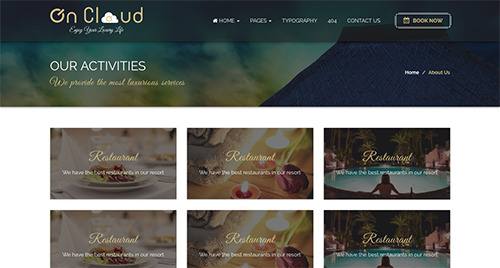 On Cloud
Enjoy Your Luxury Life
HOME PAGES TYPOGRAPHY 404 CONTACT US BOOK NOW
OUR ACTIVITIES
We provide the most luxurious services
Home / About Us
Restaurant
We have the best restaurants in our resort
Restaurant
We have the best restaurants in our resort
Restaurant
We have the best restaurants in our resort
Restaurant
We have the best restaurants in our resort
Restaurant
We have the best restaurants in our resort
Restaurant
We have the best restaurants in our resort